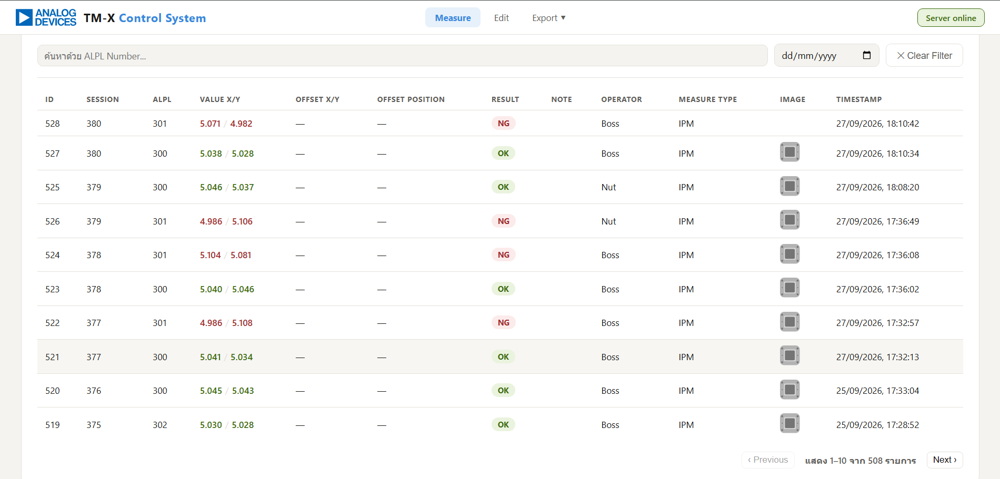 ANALOG
DEVICES
TM-X Control System
Measure
Edit
Export ▼
Server online
ค้นหาด้วย ALPL Number...
dd/mm/yyyy
× Clear Filter
ID SESSION ALPL VALUE X/Y OFFSET X/Y OFFSET POSITION RESULT NOTE OPERATOR MEASURE TYPE IMAGE TIMESTAMP
528 380 301 5.071 / 4.982 — — NG Boss IPM 27/09/2026, 18:10:42
527 380 300 5.038 / 5.028 — — OK Boss IPM 27/09/2026, 18:10:34
525 379 300 5.046 / 5.037 — — OK Nut IPM 27/09/2026, 18:08:20
526 379 301 4.986 / 5.106 — — NG Nut IPM 27/09/2026, 17:36:49
524 378 301 5.104 / 5.081 — — NG Boss IPM 27/09/2026, 17:36:08
523 378 300 5.040 / 5.046 — — OK Boss IPM 27/09/2026, 17:36:02
522 377 301 4.986 / 5.108 — — NG Boss IPM 27/09/2026, 17:32:57
521 377 300 5.041 / 5.034 — — OK Boss IPM 27/09/2026, 17:32:13
520 376 300 5.045 / 5.043 — — OK Boss IPM 25/09/2026, 17:33:04
519 375 302 5.030 / 5.028 — — OK Boss IPM 25/09/2026, 17:28:52
‹ Previous
แสดง 1–10 จาก 508 รายการ
Next ›